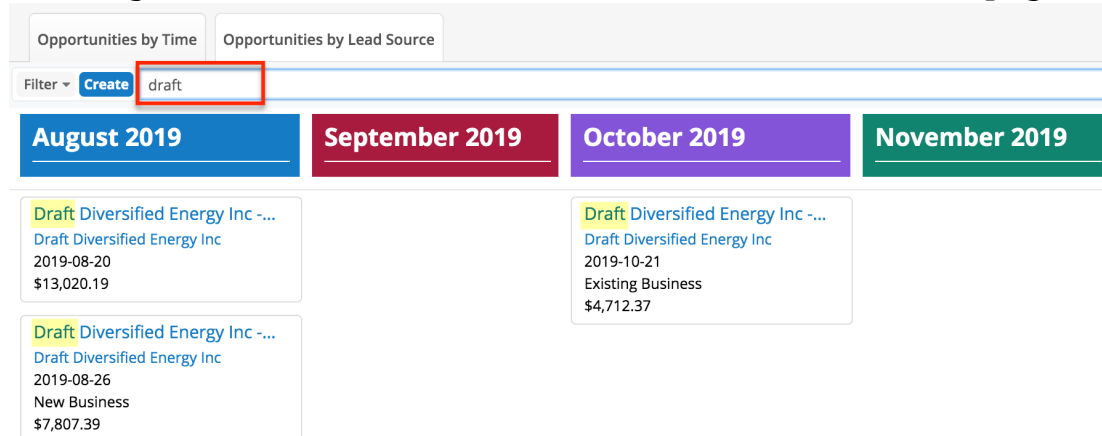 Opportunities by Time Opportunities by Lead Source
Filter Create draft
August 2019 September 2019 October 2019 November 2019
Draft Diversified Energy Inc -...
Draft Diversified Energy Inc
2019-08-20
$13,020.19
Draft Diversified Energy Inc -...
Draft Diversified Energy Inc
2019-08-26
New Business
$7,807.39
Draft Diversified Energy Inc -...
Draft Diversified Energy Inc
2019-10-21
Existing Business
$4,712.37